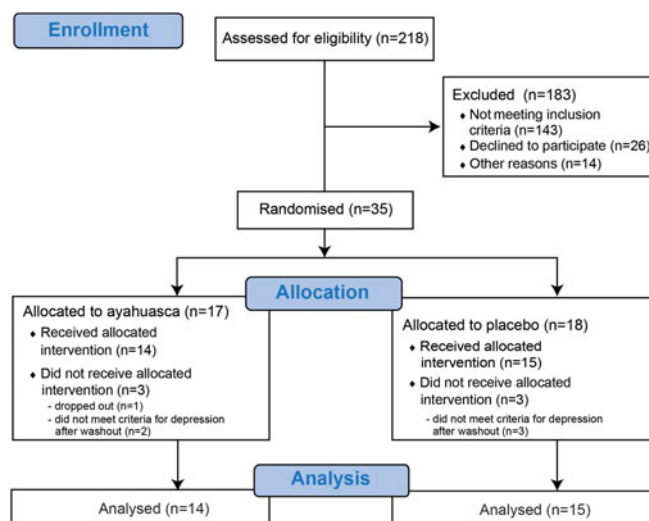 Enrollment
Assessed for eligibility (n=218)
Excluded (n=183)
♦ Not meeting inclusion
criteria (n=143)
♦ Declined to participate (n=26)
♦ Other reasons (n=14)
Randomised (n=35)
Allocation
Allocated to ayahuasca (n=17)
♦ Received allocated
intervention (n=14)
♦ Did not receive allocated
intervention (n=3)
- dropped out (n=1)
- did not meet criteria for depression
after washout (n=2)
Allocated to placebo (n=18)
♦ Received allocated
intervention (n=15)
♦ Did not receive allocated
intervention (n=3)
- did not meet criteria for depression
after washout (n=3)
Analysis
Analysed (n=14)
Analysed (n=15)